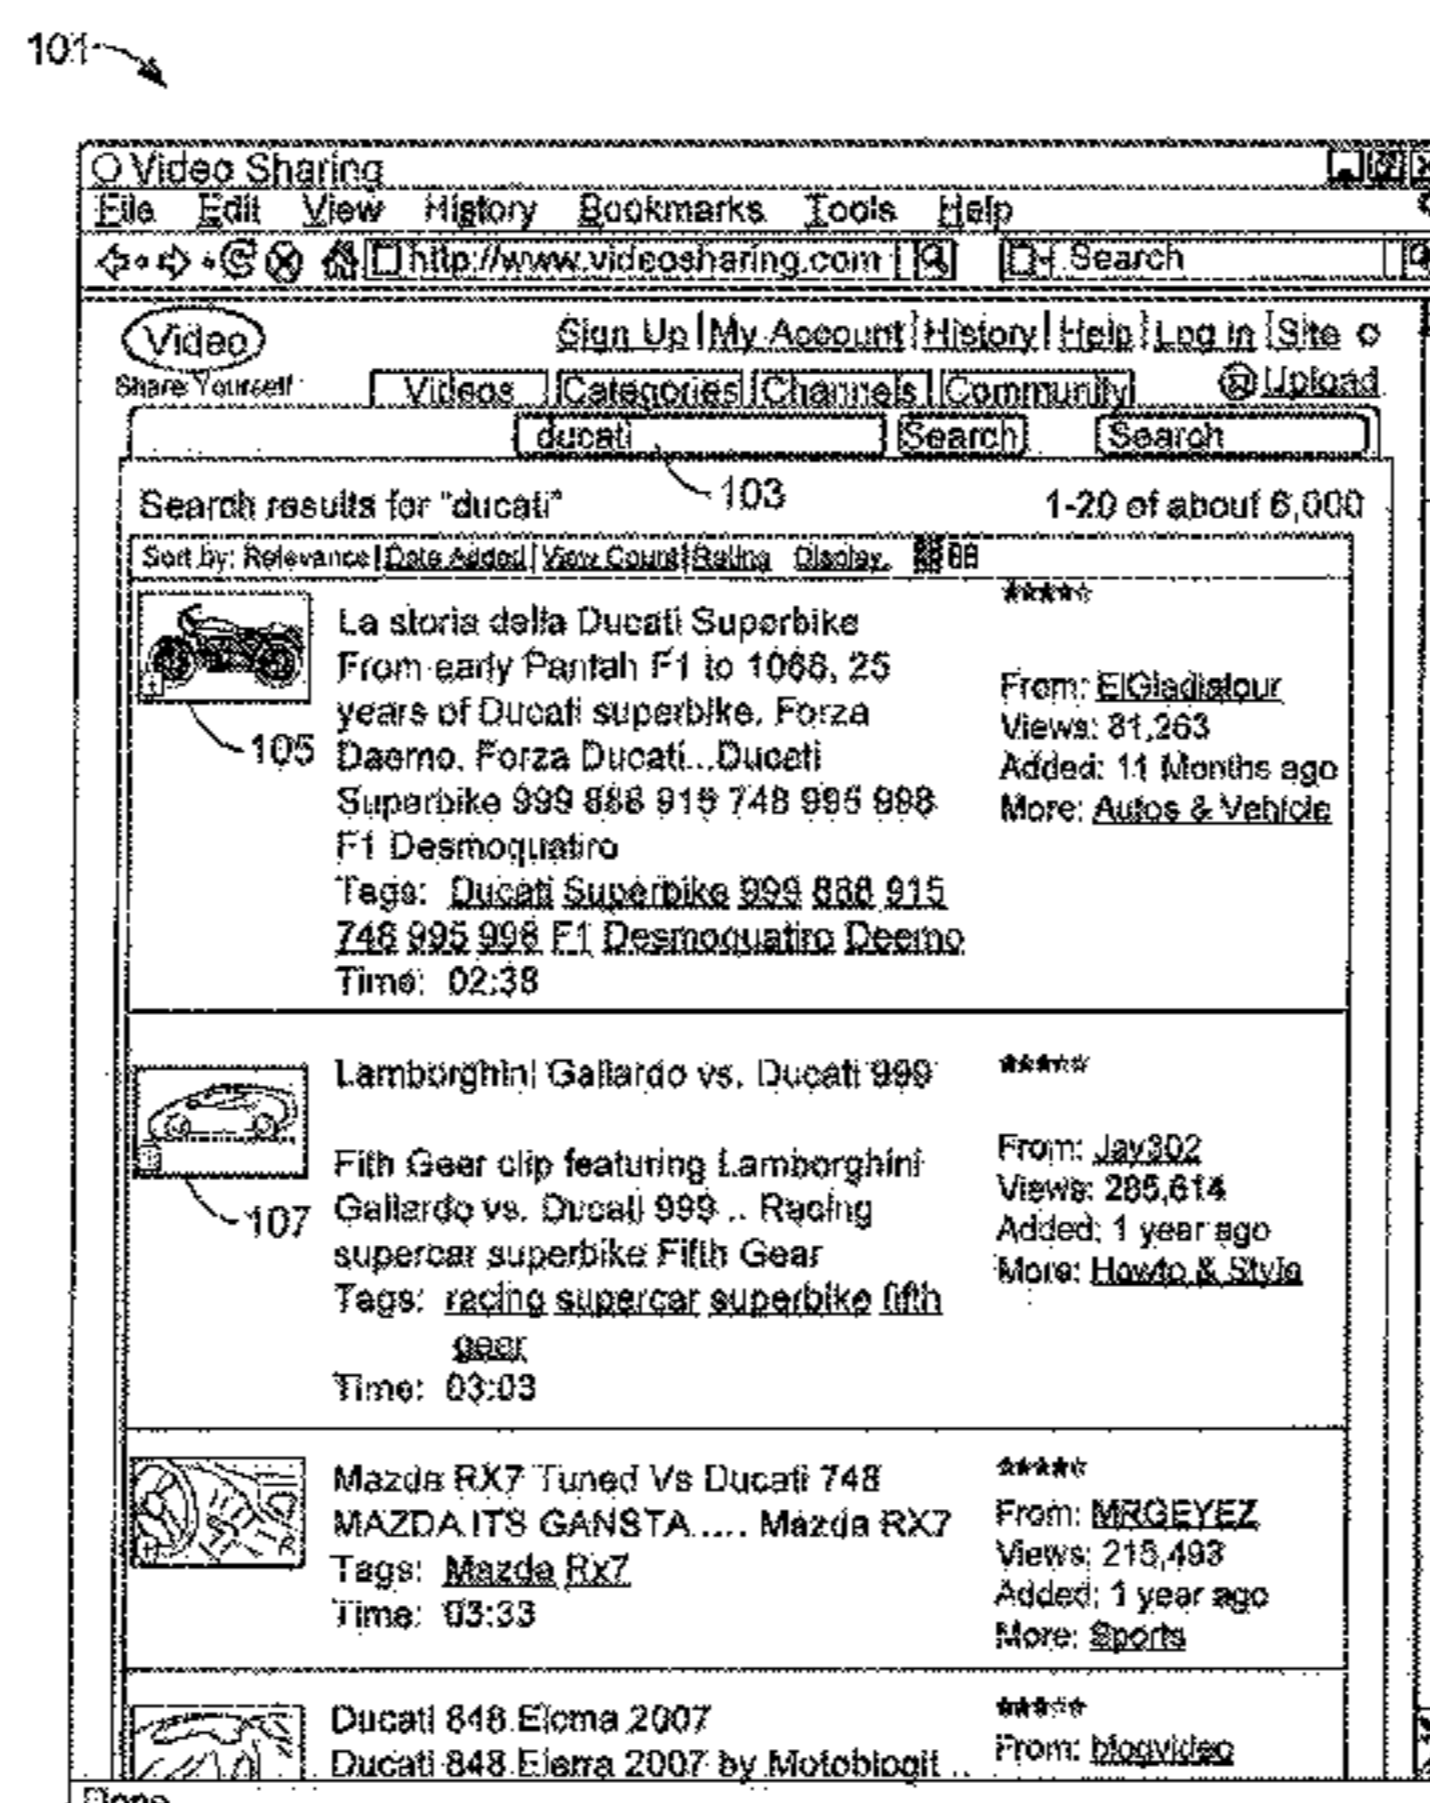 101
Video Sharing
File Edit View History Bookmarks Tools Help
http://www.videosharing.com Search
Video Sign Up | My Account | History | Help | Log in | Site
Share Yourself Videos Categories Channels Community Upload
ducati Search Search
103
Search results for "ducati" 1-20 of about 6,000
Sort by: Relevance | Date Added | View Count | Rating Display
La storia della Ducati Superbike
From early Pantah F1 to 1068, 25
years of Ducati superbike. Forza
Daemo. Forza Ducati...Ducati
Superbike 999 888 916 748 996 998
F1 Desmoquatiro
Tags: Ducati Superbike 999 888 915
748 995 998 F1 Desmoquatiro Deemo
Time: 02:38
105
From: ElGladiatour
Views: 81,263
Added: 11 Months ago
More: Autos & Vehicle
Lamborghini Gallardo vs. Ducati 999
Fith Gear clip featuring Lamborghini
Gallardo vs. Ducati 999 .. Racing
supercar superbike Fifth Gear
Tags: racing supercar superbike fifth
gear
Time: 03:03
107
From: Jay302
Views: 285,614
Added: 1 year ago
More: Howto & Style
Mazda RX7 Tuned Vs Ducati 748
MAZDA ITS GANSTA..... Mazda RX7
Tags: Mazda Rx7
Time: 03:33
From: MRGEYEZ
Views: 215,493
Added: 1 year ago
More: Sports
Ducati 848 Eicma 2007
Ducati 848 2007 by Motoblogit ..
From: blogvideo
Done